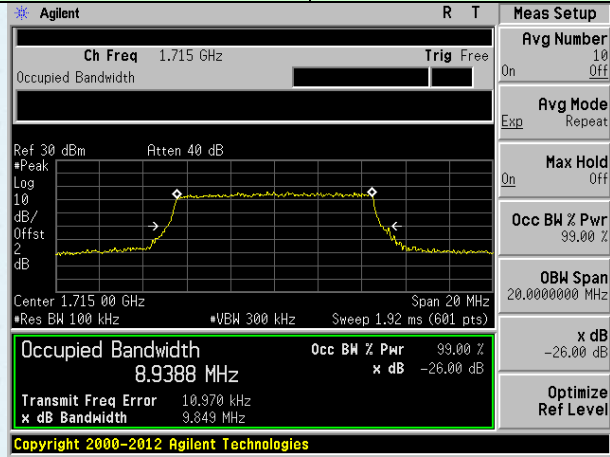 Agilent R T Meas Setup
Ch Freq 1.715 GHz Trig Free
Occupied Bandwidth
Ref 30 dBm Atten 40 dB
#Peak
Log
10
dB/
Offst
2
dB
Center 1.715 00 GHz Span 20 MHz
#Res BW 100 kHz #VBW 300 kHz Sweep 1.92 ms (601 pts)
Occupied Bandwidth Occ BW % Pwr 99.00 %
8.9388 MHz x dB -26.00 dB
Transmit Freq Error 10.970 kHz
x dB Bandwidth 9.849 MHz
Copyright 2000-2012 Agilent Technologies
Avg Number
10
On Off
Avg Mode
Exp Repeat
Max Hold
On Off
Occ BW % Pwr
99.00 %
OBW Span
20.0000000 MHz
x dB
-26.00 dB
Optimize
Ref Level